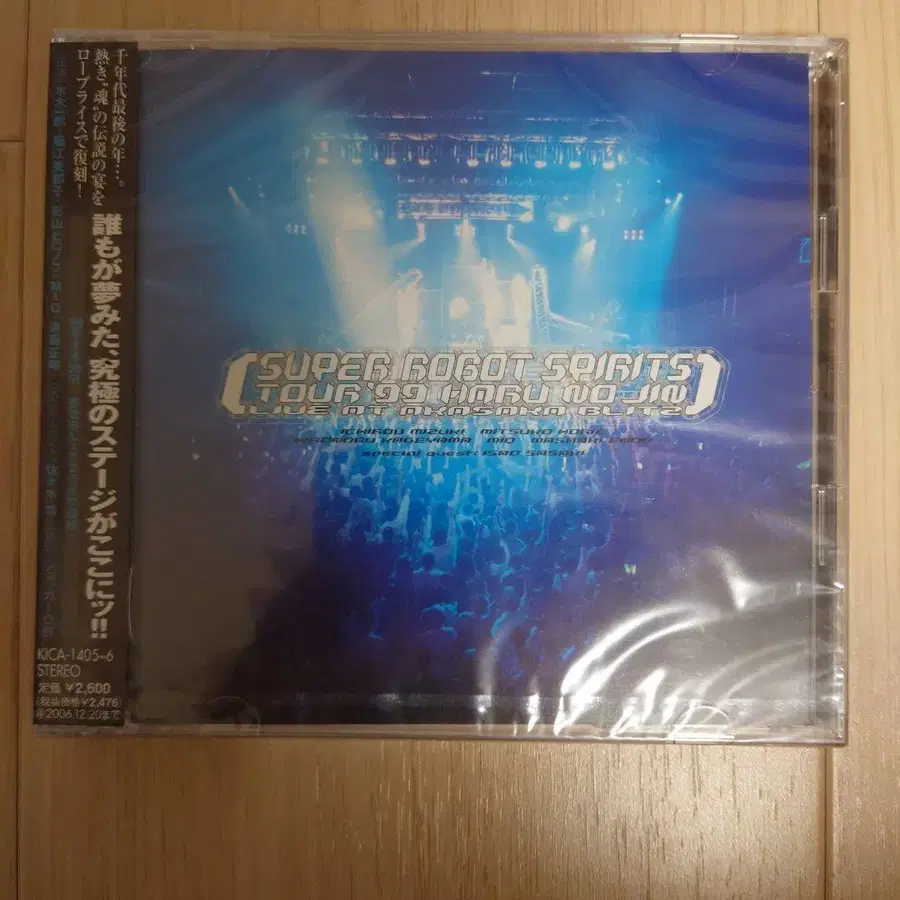 千年代最後の年…。
熱き“魂”の伝説の宴を
ロープライスで復刻!
誰もが夢みた、究極のステージがここにッ!!
KICA-1405~6
STEREO
定価 ¥2,600
(税抜価格¥2,476)
2006.12.20まで
SUPER ROBOT SPIRITS
TOUR'99 HARU NO JIN
LIVE AT AKASAKA BLITZ
ICHIROU MIZUKI MITSUKO HORIE
HIRONOBU KAGEYAMA MIO MASAAKI ENDOH
special guest: ISAO SASAKI